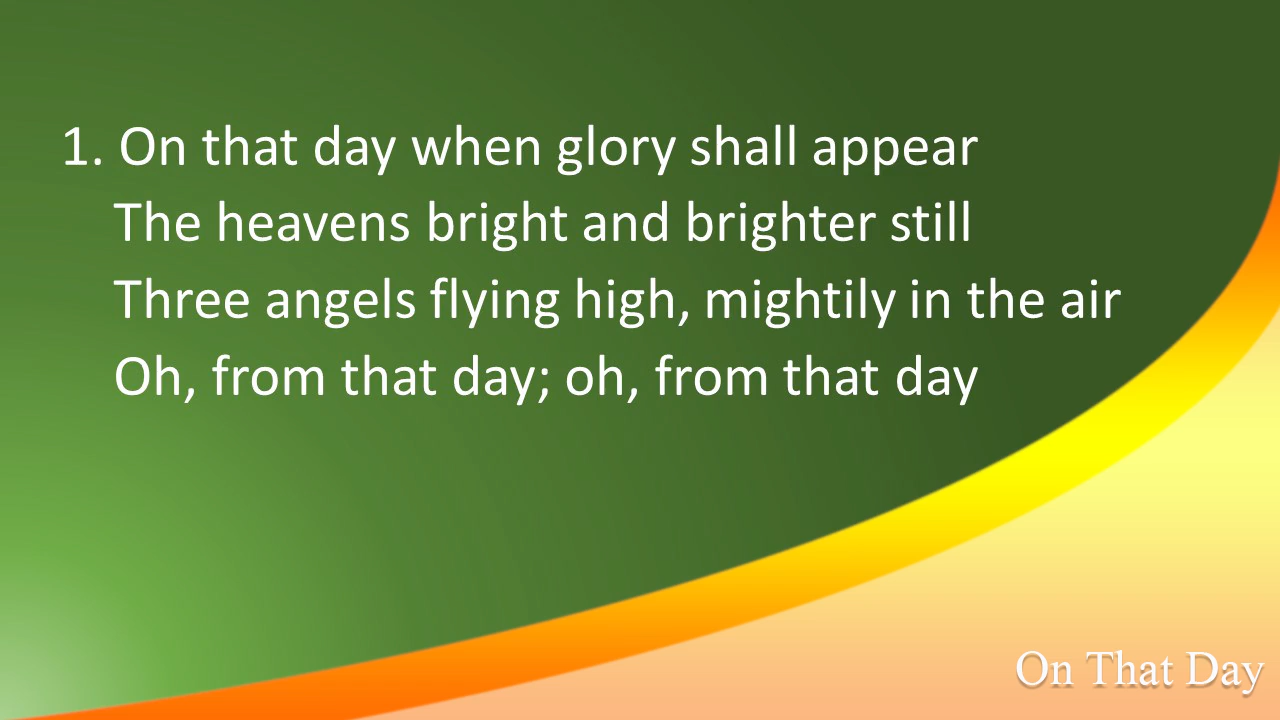 1. On that day when glory shall appear
The heavens bright and brighter still
Three angels flying high, mightily in the air
Oh, from that day; oh, from that day
On That Day